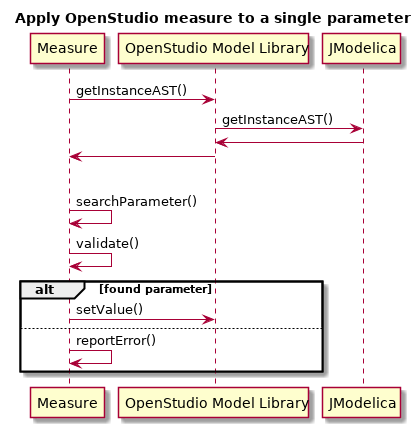 Apply OpenStudio measure to a single parameter
Measure OpenStudio Model Library JModelica
getInstanceAST()
getInstanceAST()
searchParameter()
validate()
alt [found parameter]
setValue()
reportError()
Measure OpenStudio Model Library JModelica